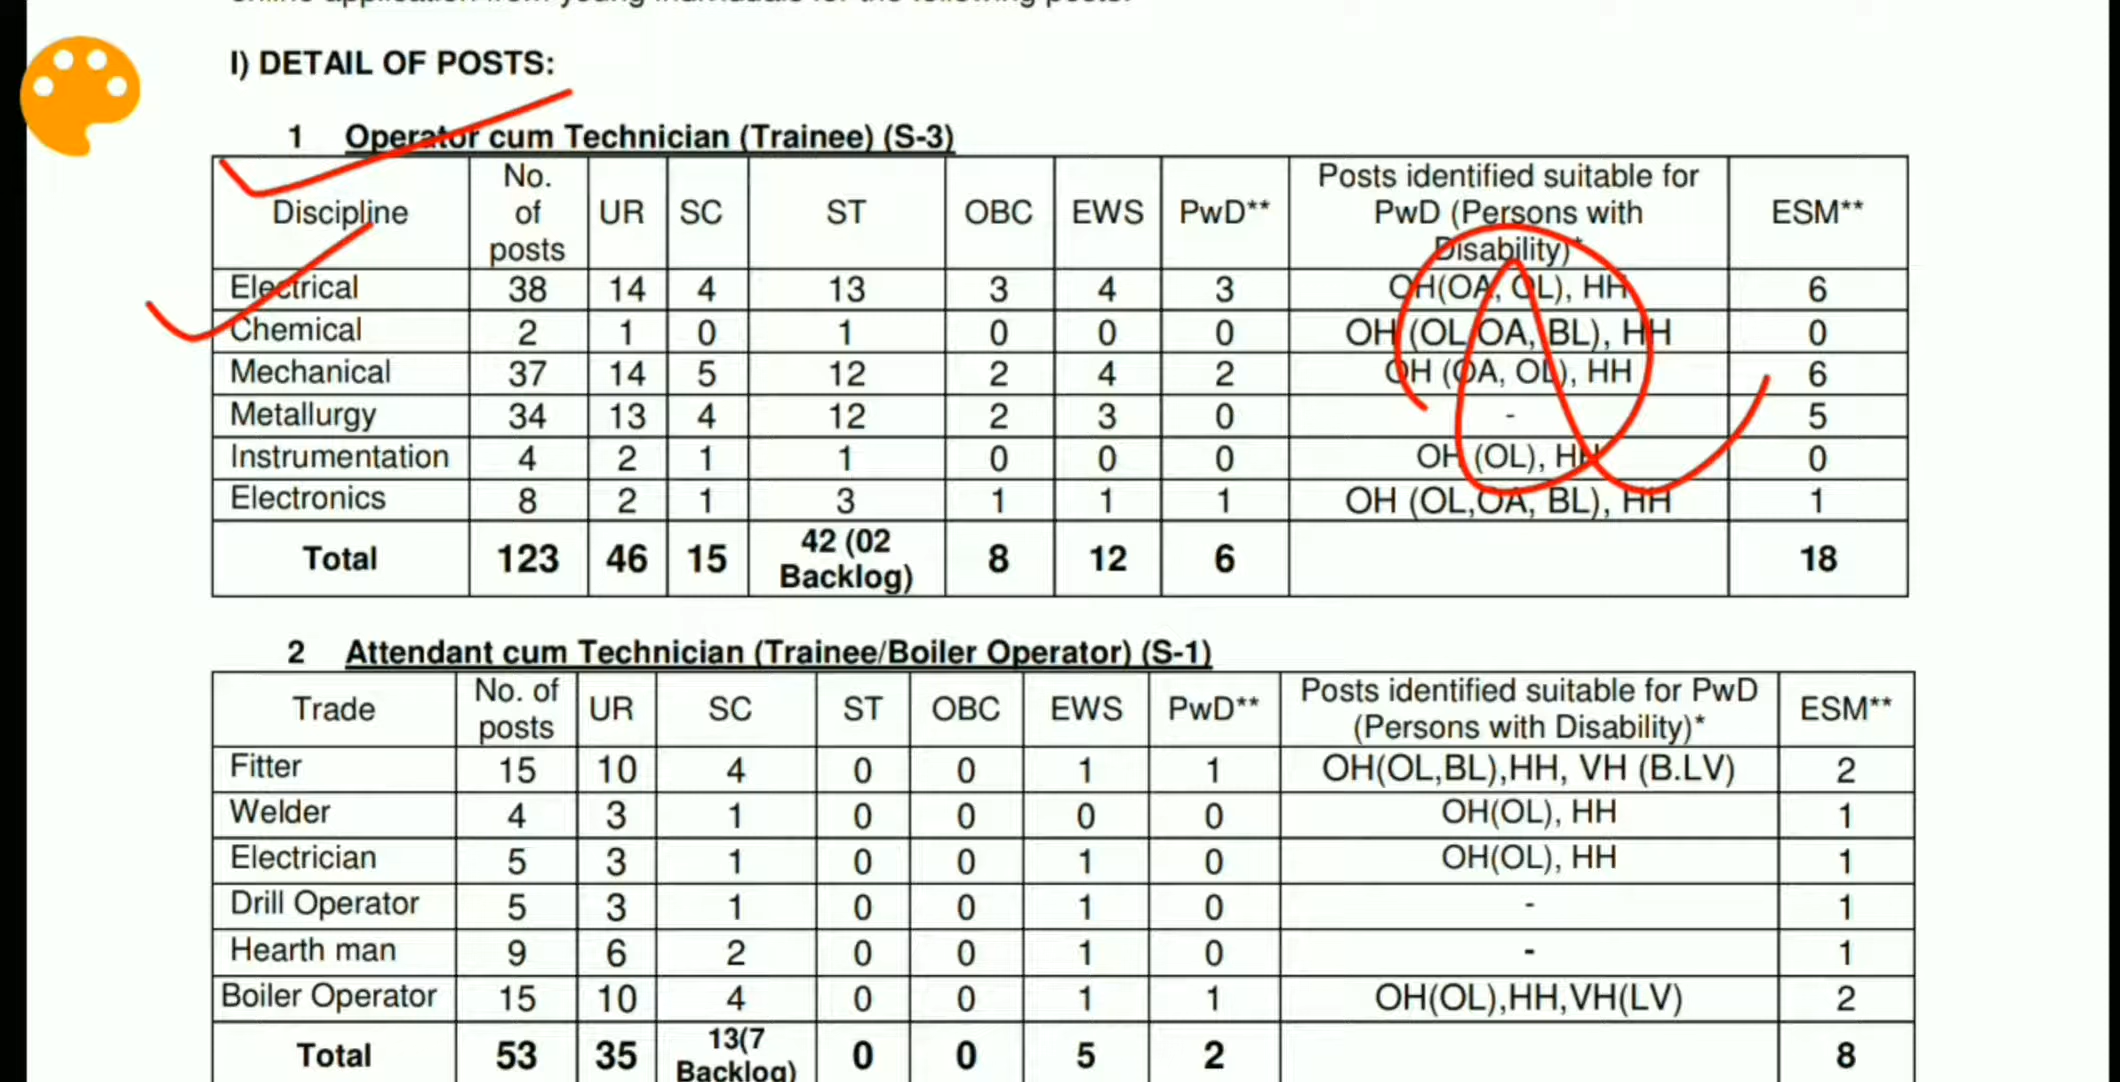 online application from young individuals for the following posts:
I) DETAIL OF POSTS:
1 Operator cum Technician (Trainee) (S-3)
Discipline No. of posts UR SC ST OBC EWS PwD** Posts identified suitable for PwD (Persons with Disability)* ESM**
Electrical 38 14 4 13 3 4 3 OH(OA, OL), HH 6
Chemical 2 1 0 1 0 0 0 OH (OL,OA, BL), HH 0
Mechanical 37 14 5 12 2 4 2 OH (OA, OL), HH 6
Metallurgy 34 13 4 12 2 3 0 - 5
Instrumentation 4 2 1 1 0 0 0 OH (OL), HH 0
Electronics 8 2 1 3 1 1 1 OH (OL,OA, BL), HH 1
Total 123 46 15 42 (02 Backlog) 8 12 6 18
2 Attendant cum Technician (Trainee/Boiler Operator) (S-1)
Trade No. of posts UR SC ST OBC EWS PwD** Posts identified suitable for PwD (Persons with Disability)* ESM**
Fitter 15 10 4 0 0 1 1 OH(OL,BL),HH, VH (B.LV) 2
Welder 4 3 1 0 0 0 0 OH(OL), HH 1
Electrician 5 3 1 0 0 1 0 OH(OL), HH 1
Drill Operator 5 3 1 0 0 1 0 - 1
Hearth man 9 6 2 0 0 1 0 - 1
Boiler Operator 15 10 4 0 0 1 1 OH(OL),HH,VH(LV) 2
Total 53 35 13(7 Backlog) 0 0 5 2 8